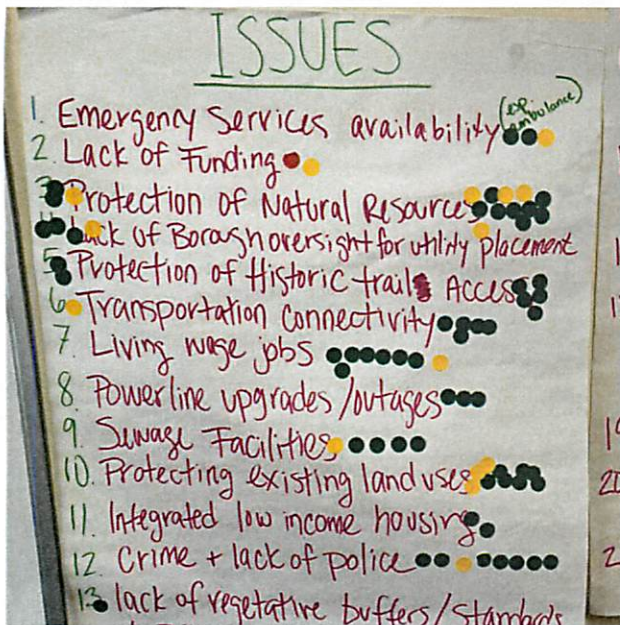 ISSUES
1. Emergency Services availability (esp. ambulance)
2. Lack of Funding
3 Protection of Natural Resources
4 Lack of Borough oversight for utility placement
5 Protection of Historic trails Access
6 Transportation connectivity
7. Living wage jobs
8. Powerline upgrades/outages
9. Sewage Facilities
10. Protecting existing land uses
11. Integrated low income housing
12. Crime + lack of police
13. lack of vegetative buffers/Standards